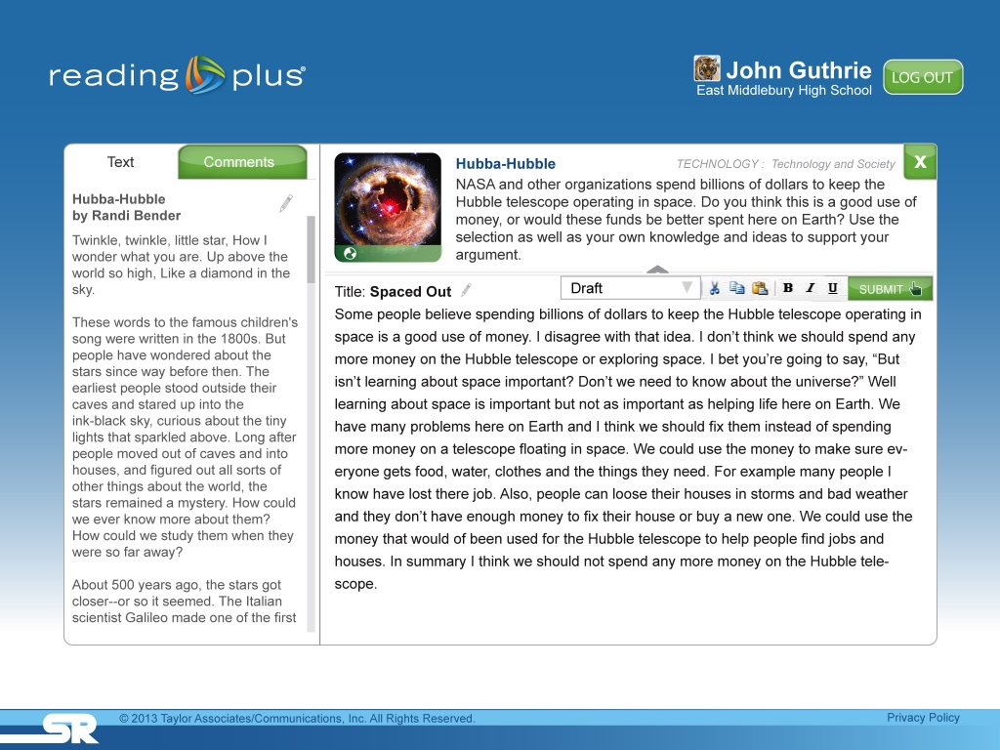 reading plus®
John Guthrie
East Middlebury High School
LOG OUT
Text
Comments
Hubba-Hubble
by Randi Bender
Twinkle, twinkle, little star, How I
wonder what you are. Up above the
world so high, Like a diamond in the
sky.
These words to the famous children's
song were written in the 1800s. But
people have wondered about the
stars since way before then. The
earliest people stood outside their
caves and stared up into the
ink-black sky, curious about the tiny
lights that sparkled above. Long after
people moved out of caves and into
houses, and figured out all sorts of
other things about the world, the
stars remained a mystery. How could
we ever know more about them?
How could we study them when they
were so far away?
About 500 years ago, the stars got
closer--or so it seemed. The Italian
scientist Galileo made one of the first
Hubba-Hubble
TECHNOLOGY : Technology and Society
X
NASA and other organizations spend billions of dollars to keep the
Hubble telescope operating in space. Do you think this is a good use of
money, or would these funds be better spent here on Earth? Use the
selection as well as your own knowledge and ideas to support your
argument.
Title: Spaced Out
Draft
B I U
SUBMIT
Some people believe spending billions of dollars to keep the Hubble telescope operating in
space is a good use of money. I disagree with that idea. I don’t think we should spend any
more money on the Hubble telescope or exploring space. I bet you’re going to say, “But
isn’t learning about space important? Don’t we need to know about the universe?” Well
learning about space is important but not as important as helping life here on Earth. We
have many problems here on Earth and I think we should fix them instead of spending
more money on a telescope floating in space. We could use the money to make sure ev-
eryone gets food, water, clothes and the things they need. For example many people I
know have lost there job. Also, people can loose their houses in storms and bad weather
and they don’t have enough money to fix their house or buy a new one. We could use the
money that would of been used for the Hubble telescope to help people find jobs and
houses. In summary I think we should not spend any more money on the Hubble tele-
scope.
SR
© 2013 Taylor Associates/Communications, Inc. All Rights Reserved.
Privacy Policy